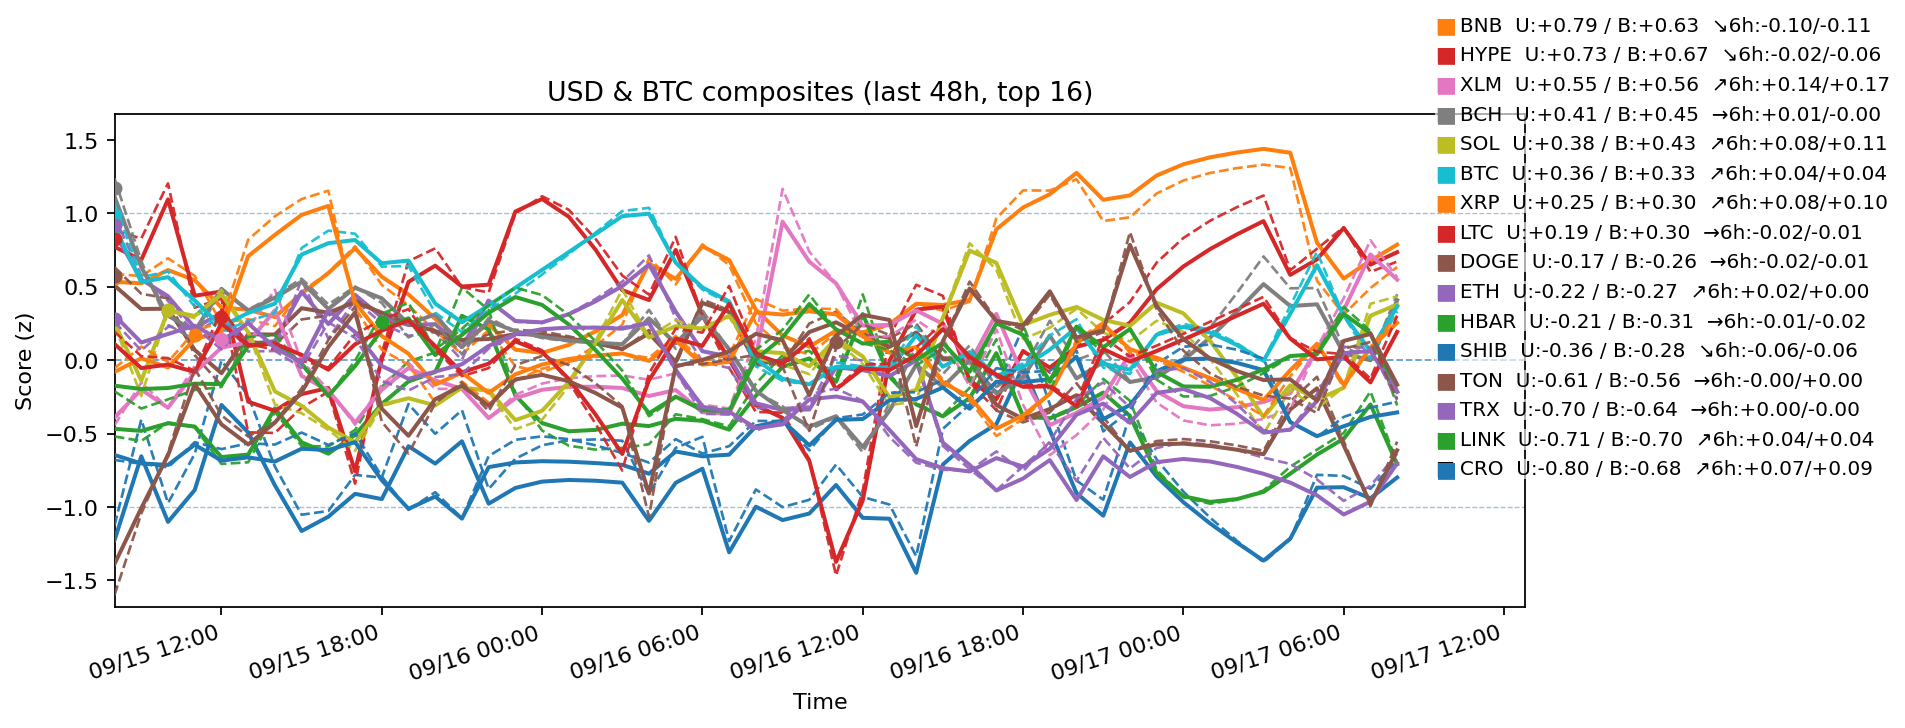 BNB  U:+0.79 / B:+0.63  ↘6h:-0.10/-0.11
HYPE  U:+0.73 / B:+0.67  ↘6h:-0.02/-0.06
XLM  U:+0.55 / B:+0.56  ↗6h:+0.14/+0.17
BCH  U:+0.41 / B:+0.45  →6h:+0.01/-0.00
SOL  U:+0.38 / B:+0.43  ↗6h:+0.08/+0.11
BTC  U:+0.36 / B:+0.33  ↗6h:+0.04/+0.04
XRP  U:+0.25 / B:+0.30  ↗6h:+0.08/+0.10
LTC  U:+0.19 / B:+0.30  →6h:-0.02/-0.01
DOGE  U:-0.17 / B:-0.26  →6h:-0.02/-0.01
ETH  U:-0.22 / B:-0.27  ↗6h:+0.02/+0.00
HBAR  U:-0.21 / B:-0.31  →6h:-0.01/-0.02
SHIB  U:-0.36 / B:-0.28  ↘6h:-0.06/-0.06
TON  U:-0.61 / B:-0.56  →6h:-0.00/+0.00
TRX  U:-0.70 / B:-0.64  →6h:+0.00/-0.00
LINK  U:-0.71 / B:-0.70  ↗6h:+0.04/+0.04
CRO  U:-0.80 / B:-0.68  ↗6h:+0.07/+0.09
USD & BTC composites (last 48h, top 16)
Score (z)
1.5
1.0
0.5
0.0
−0.5
−1.0
−1.5
09/15 12:00
09/15 18:00
09/16 00:00
09/16 06:00
09/16 12:00
09/16 18:00
09/17 00:00
09/17 06:00
09/17 12:00
Time